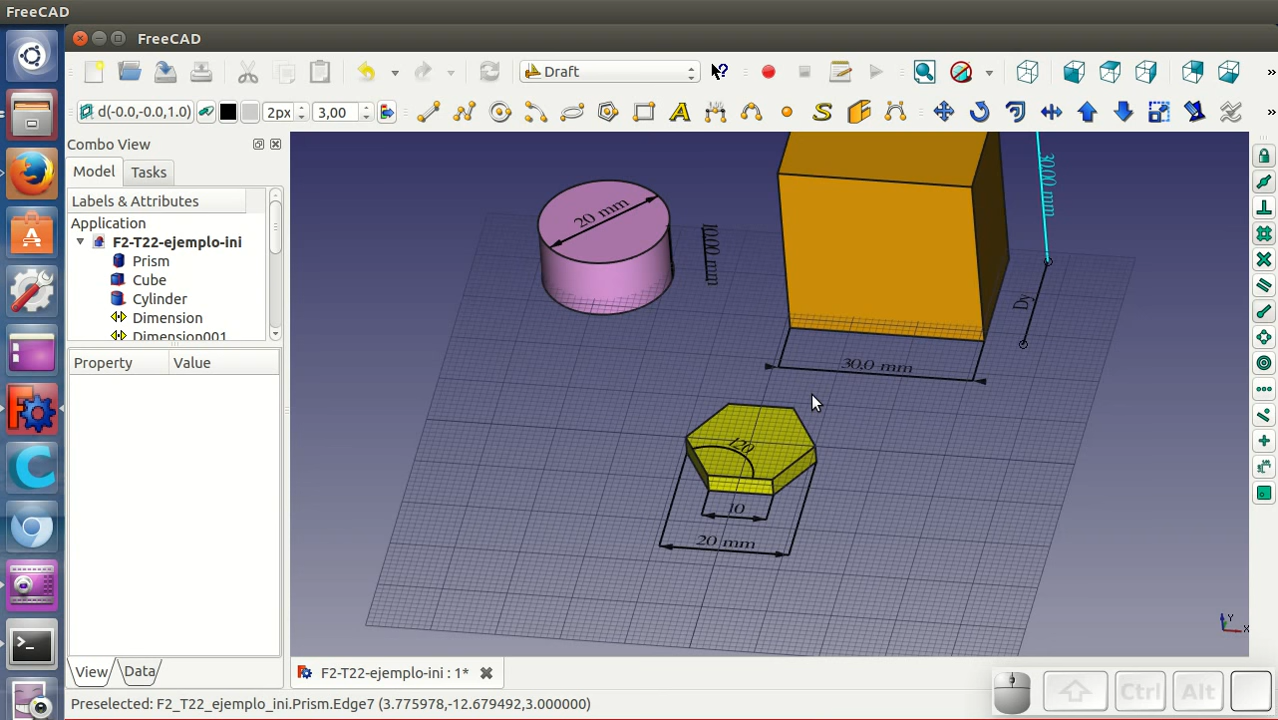 FreeCAD
FreeCAD
Draft
d(-0.0,-0.0,1.0)
2px
3,00
Combo View
Model
Tasks
Labels & Attributes
Application
F2-T22-ejemplo-ini
Prism
Cube
Cylinder
Dimension
Dimension001
Property
Value
View
Data
20 mm
10,00 mm
30,00 mm
Dy
30,0 mm
120
10
20 mm
F2-T22-ejemplo-ini : 1*
Y
X
Ctrl
Alt
Preselected: F2_T22_ejemplo_ini.Prism.Edge7 (3.775978,-12.679492,3.000000)